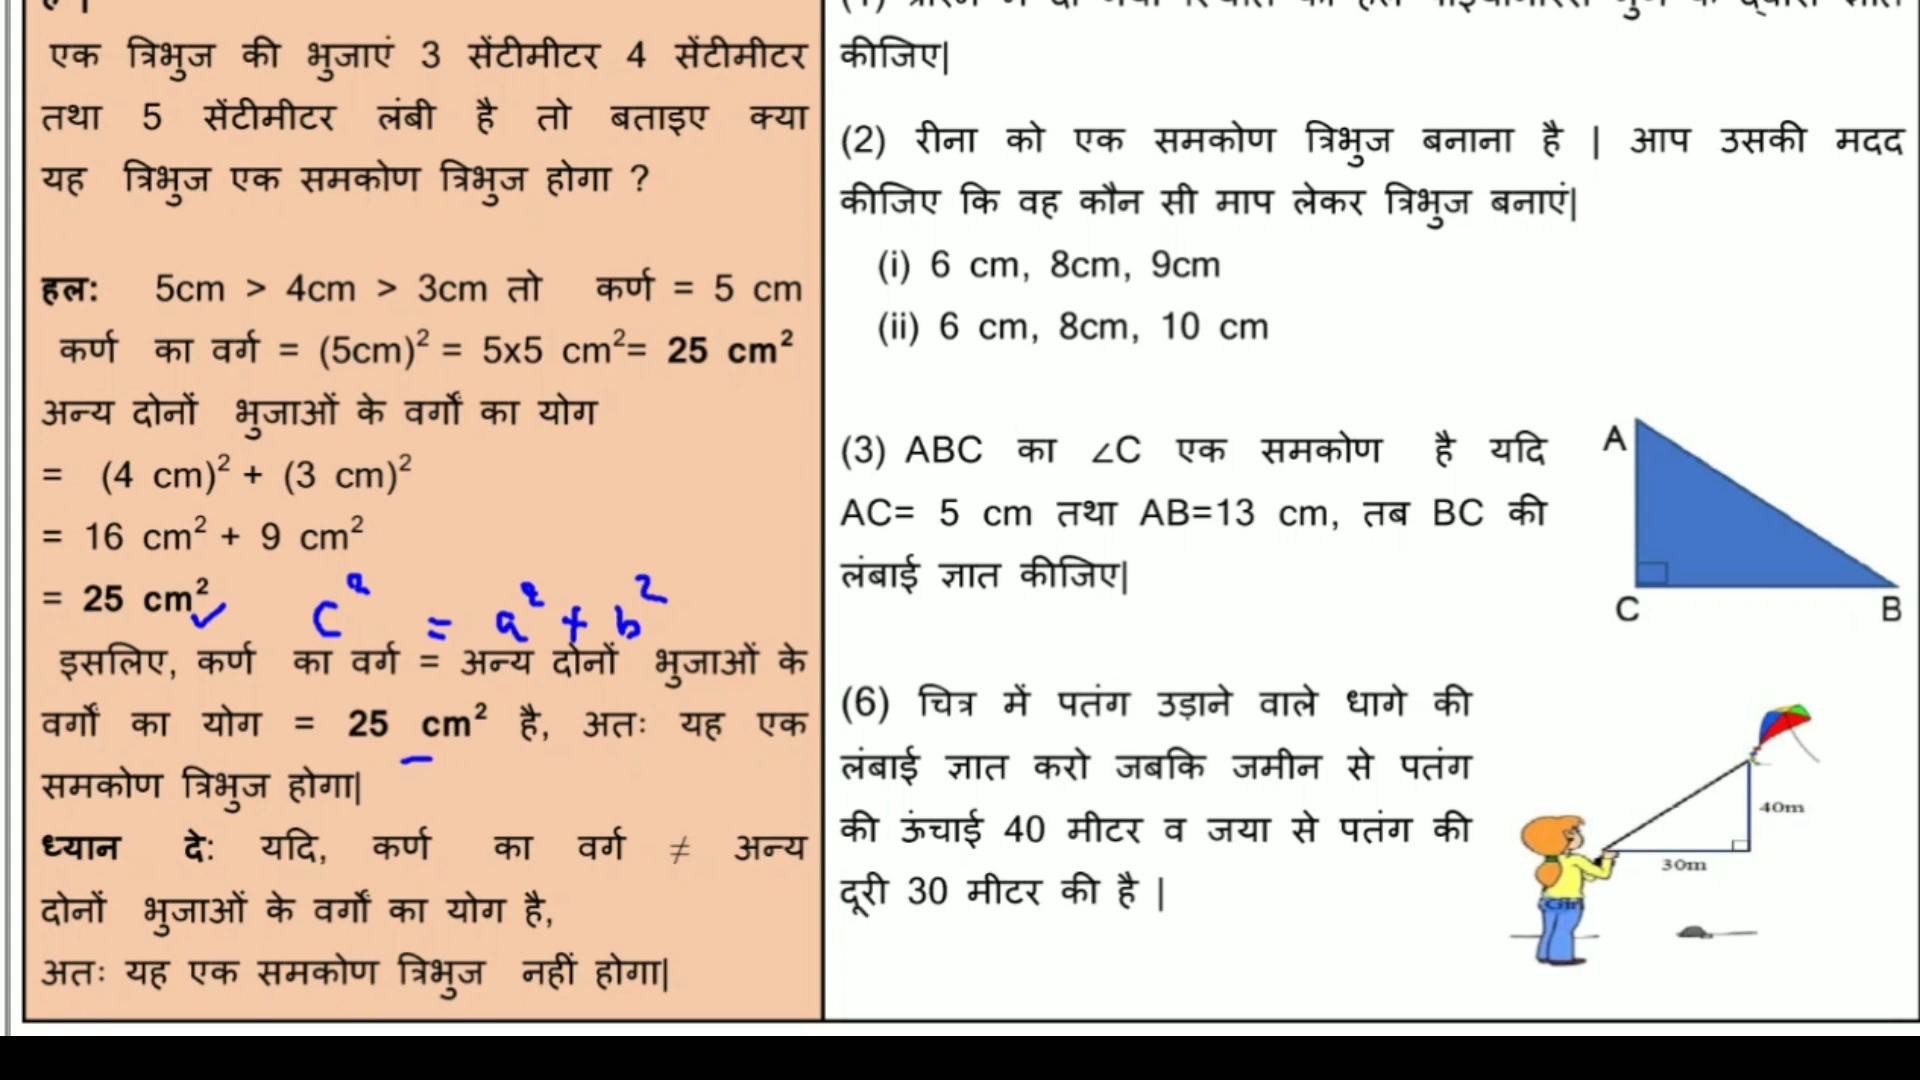 एक त्रिभुज की भुजाएं 3 सेंटीमीटर 4 सेंटीमीटर
तथा 5 सेंटीमीटर लंबी है तो बताइए क्या
यह त्रिभुज एक समकोण त्रिभुज होगा ?
हल: 5cm > 4cm > 3cm तो कर्ण = 5 cm
कर्ण का वर्ग = (5cm)² = 5x5 cm²= 25 cm²
अन्य दोनों भुजाओं के वर्गों का योग
= (4 cm)² + (3 cm)²
= 16 cm² + 9 cm²
= 25 cm²
c² = a² + b²
इसलिए, कर्ण का वर्ग = अन्य दोनों भुजाओं के
वर्गों का योग = 25 cm² है, अतः यह एक
समकोण त्रिभुज होगा|
ध्यान दे: यदि, कर्ण का वर्ग ≠ अन्य
दोनों भुजाओं के वर्गों का योग है,
अतः यह एक समकोण त्रिभुज नहीं होगा|
कीजिए|
(2) रीना को एक समकोण त्रिभुज बनाना है | आप उसकी मदद
कीजिए कि वह कौन सी माप लेकर त्रिभुज बनाएं|
(i) 6 cm, 8cm, 9cm
(ii) 6 cm, 8cm, 10 cm
(3) ABC का ∠C एक समकोण है यदि
AC= 5 cm तथा AB=13 cm, तब BC की
लंबाई ज्ञात कीजिए|
A
C
B
(6) चित्र में पतंग उड़ाने वाले धागे की
लंबाई ज्ञात करो जबकि जमीन से पतंग
की ऊंचाई 40 मीटर व जया से पतंग की
दूरी 30 मीटर की है |
40m
30m